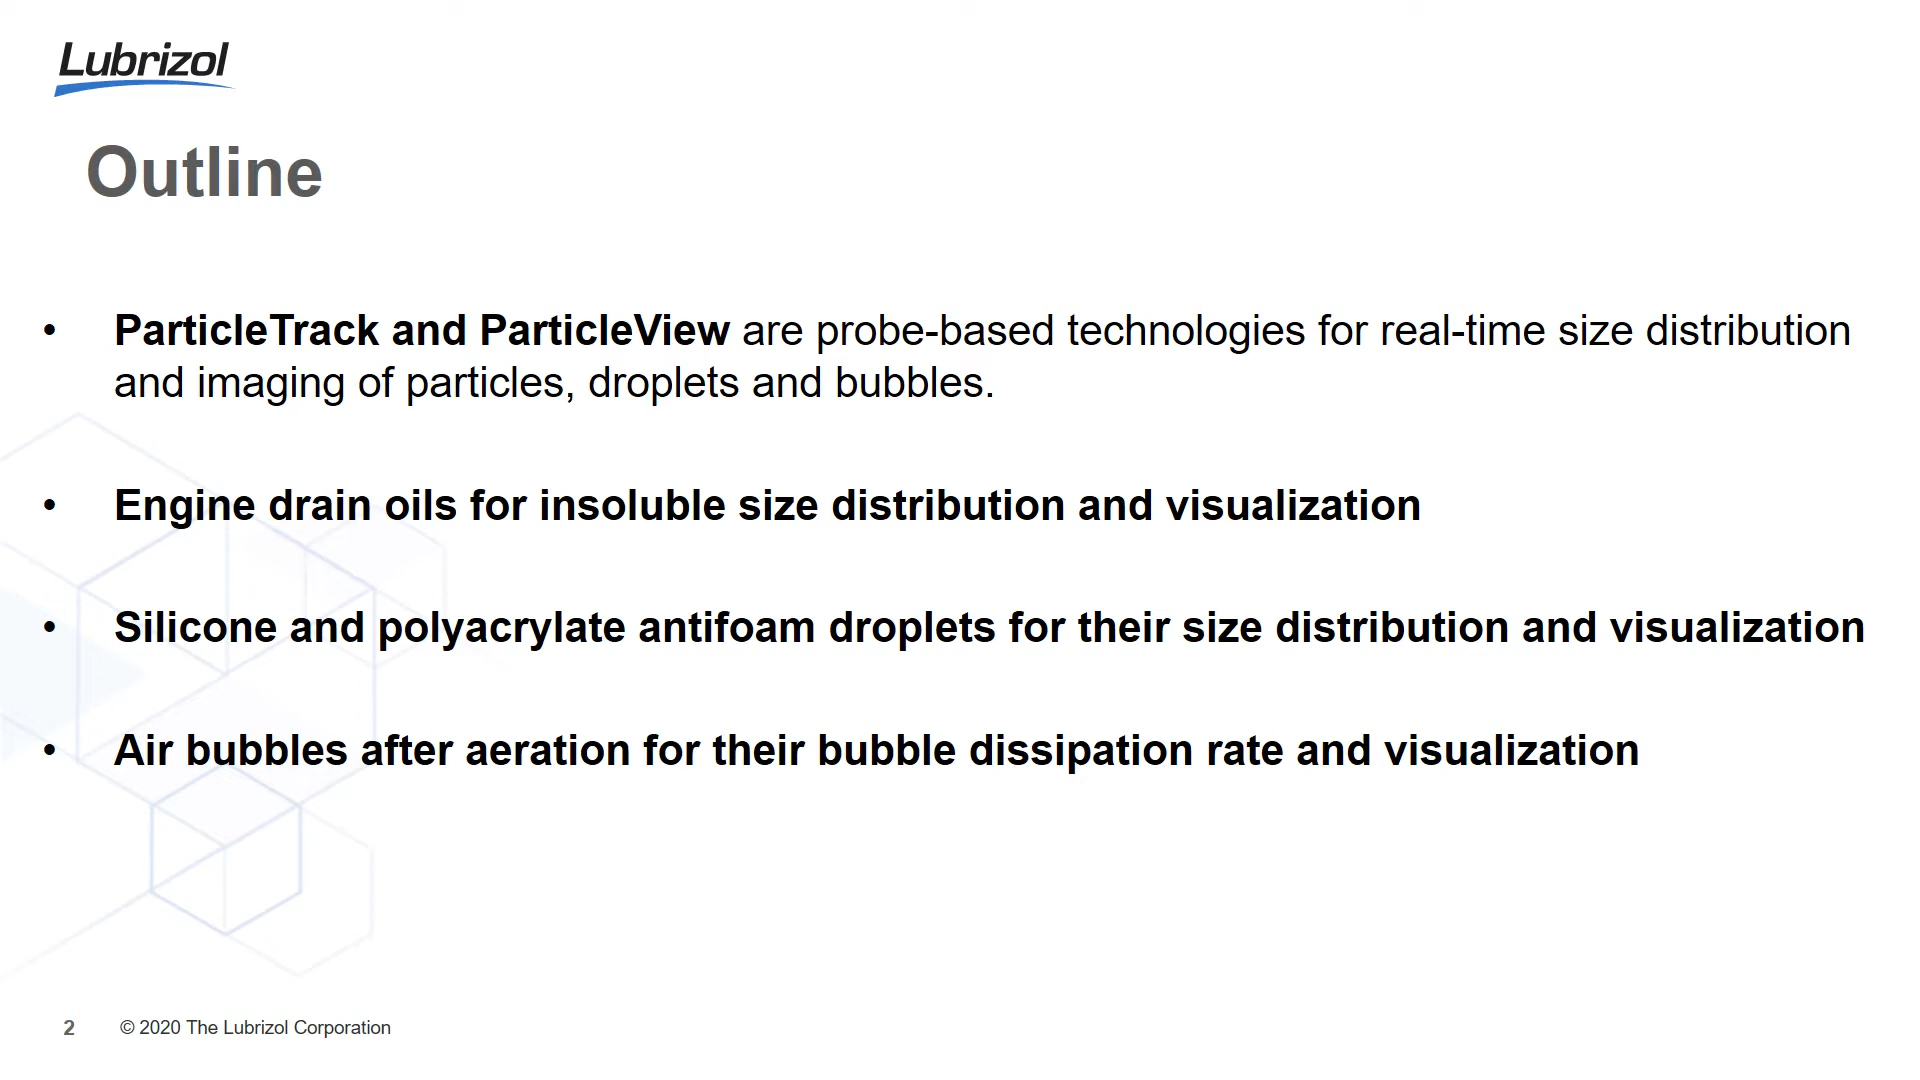 Lubrizol
Outline
• ParticleTrack and ParticleView are probe-based technologies for real-time size distribution
and imaging of particles, droplets and bubbles.
• Engine drain oils for insoluble size distribution and visualization
• Silicone and polyacrylate antifoam droplets for their size distribution and visualization
• Air bubbles after aeration for their bubble dissipation rate and visualization
2 © 2020 The Lubrizol Corporation